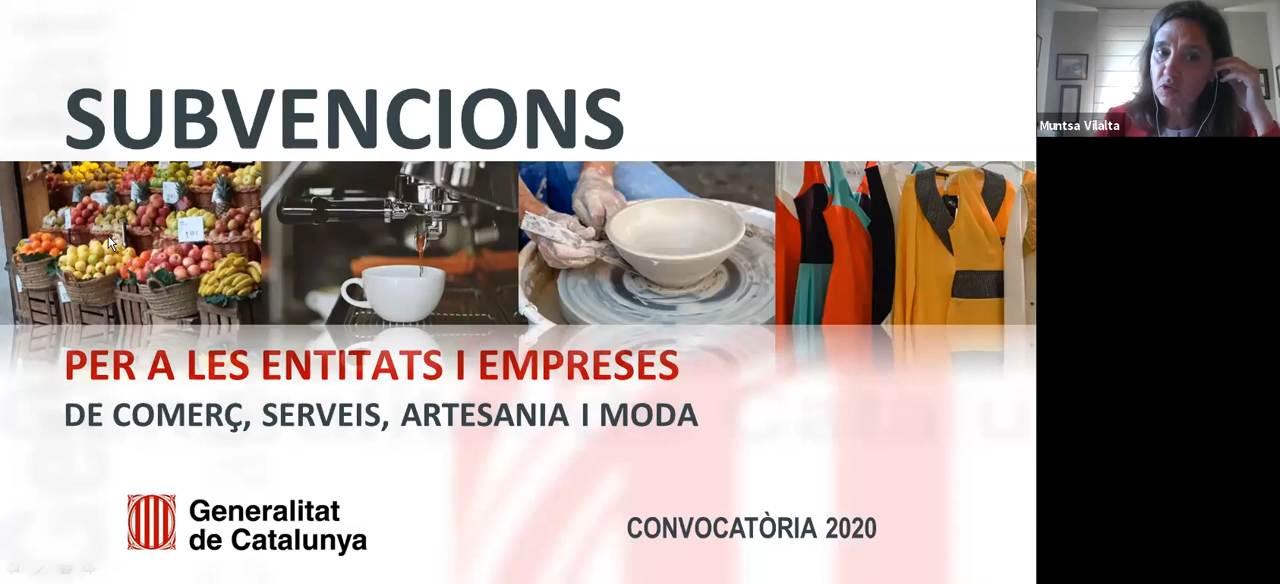 SUBVENCIONS
PER A LES ENTITATS I EMPRESES
DE COMERÇ, SERVEIS, ARTESANIA I MODA
Generalitat
de Catalunya
CONVOCATÒRIA 2020
Muntsa Vilalta